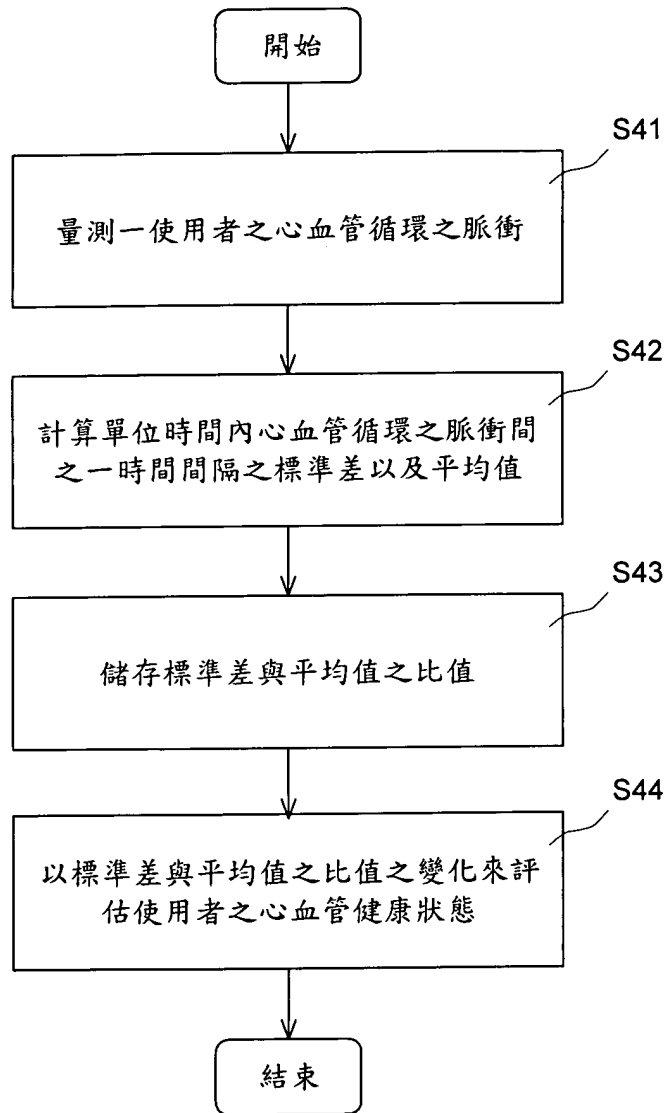 開始
S41
量測一使用者之心血管循環之脈衝
S42
計算單位時間內心血管循環之脈衝間
之一時間間隔之標準差以及平均值
S43
儲存標準差與平均值之比值
S44
以標準差與平均值之比值之變化來評
估使用者之心血管健康狀態
結束